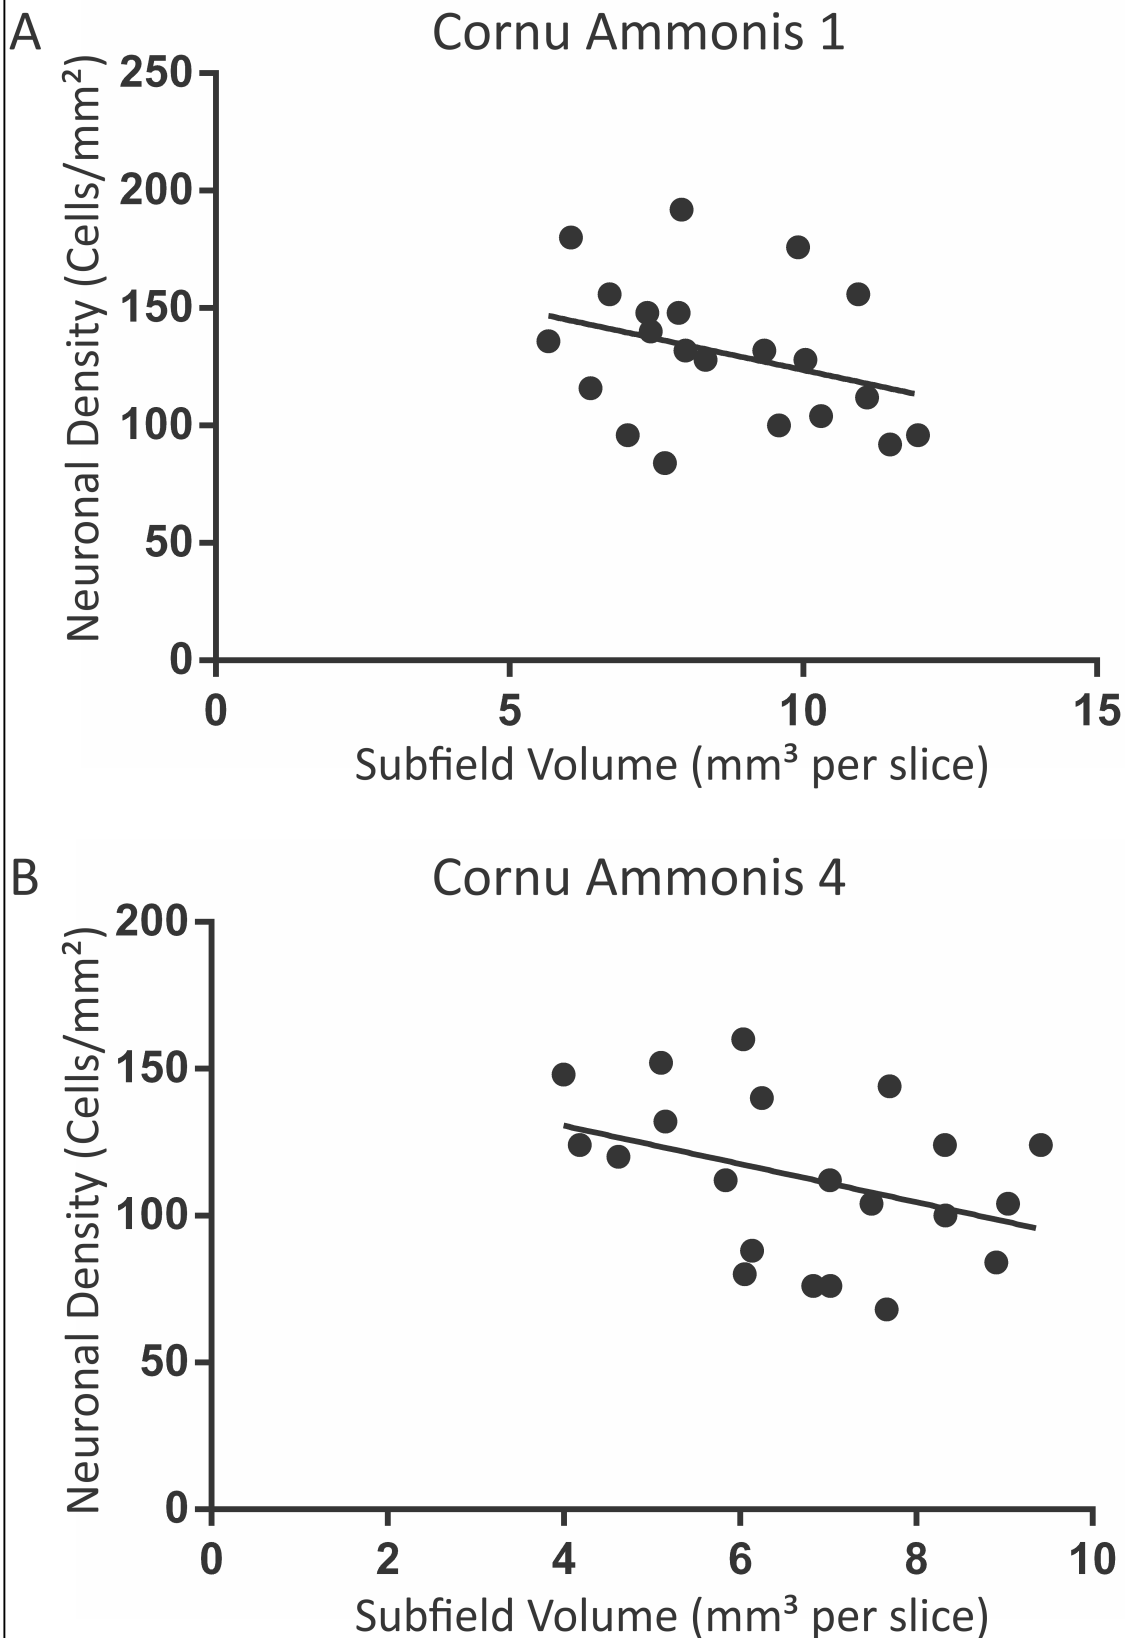 A
Cornu Ammonis 1
Neuronal Density (Cells/mm²)
250
200
150
100
50
0
0 5 10 15
Subfield Volume (mm³ per slice)
B
Cornu Ammonis 4
Neuronal Density (Cells/mm²)
200
150
100
50
0
0 2 4 6 8 10
Subfield Volume (mm³ per slice)